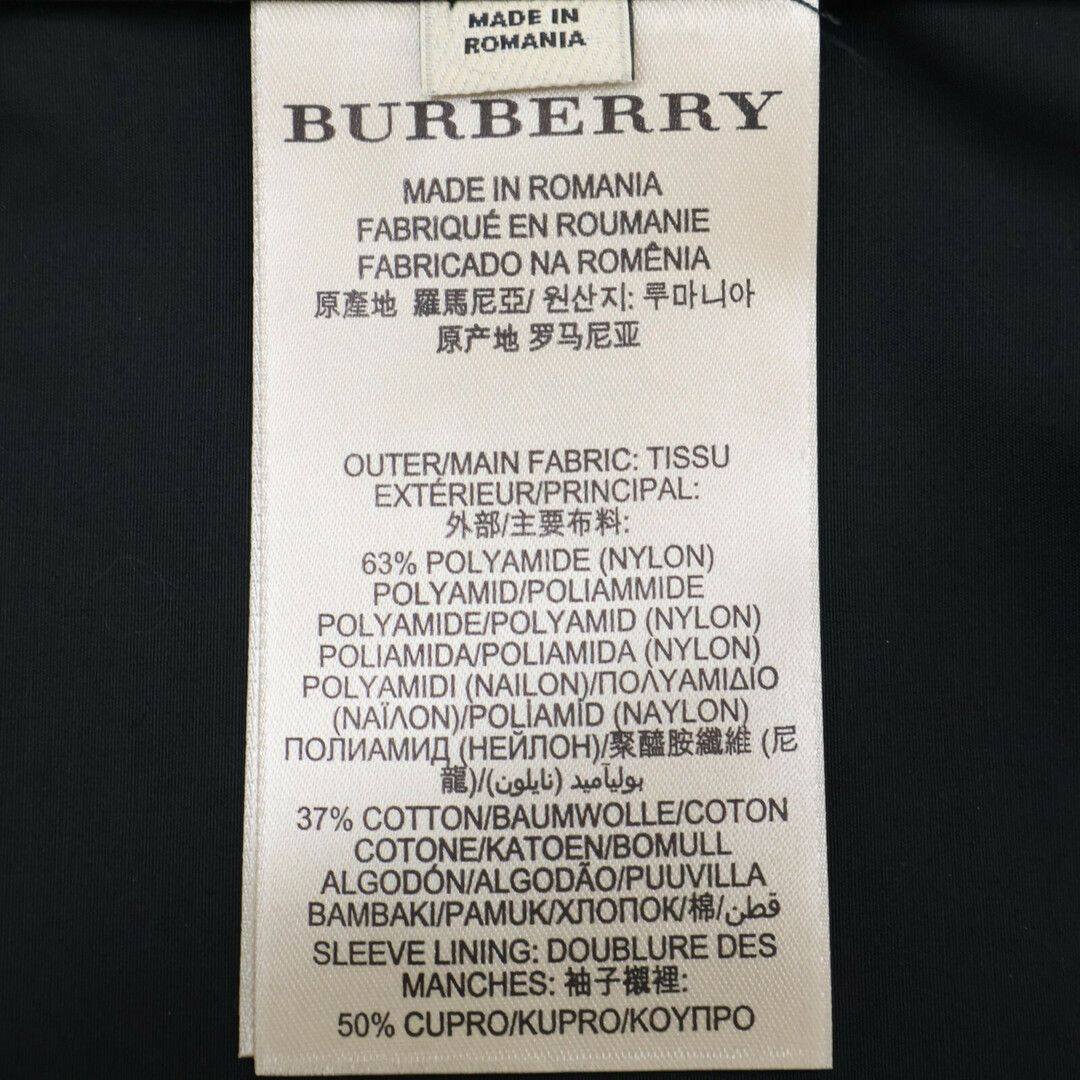 MADE IN
ROMANIA
BURBERRY
MADE IN ROMANIA
FABRIQUÉ EN ROUMANIE
FABRICADO NA ROMÊNIA
原產地 羅馬尼亞/ 원산지: 루마니아
原产地 罗马尼亚
OUTER/MAIN FABRIC: TISSU
EXTÉRIEUR/PRINCIPAL:
外部/主要布料:
63% POLYAMIDE (NYLON)
POLYAMID/POLIAMMIDE
POLYAMIDE/POLYAMID (NYLON)
POLIAMIDA/POLIAMIDA (NYLON)
POLYAMIDI (NAILON)/ΠΟΛΥΑΜΙΔΙΟ
(ΝΑΪΛΟΝ)/POLİAMİD (NAYLON)
ПОЛИАМИД (НЕЙЛОН)/聚醯胺纖維 (尼
龍)/بولياَميد (نايلون)
37% COTTON/BAUMWOLLE/COTON
COTONE/KATOEN/BOMULL
ALGODÓN/ALGODÃO/PUUVILLA
BAMBAKI/PAMUK/ХЛОПОК/棉/قطن
SLEEVE LINING: DOUBLURE DES
MANCHES: 袖子襯裡:
50% CUPRO/KUPRO/ΚΟΥΠΡΟ